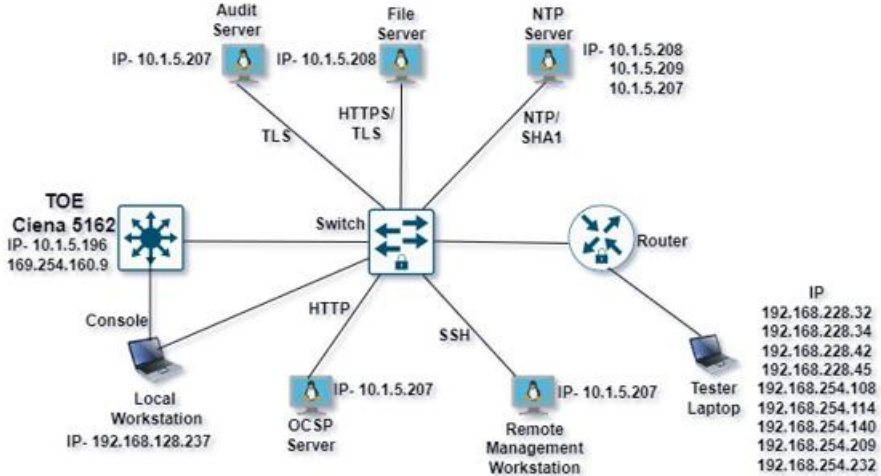 Audit
Server
IP- 10.1.5.207
File
Server
IP- 10.1.5.208
NTP
Server
IP- 10.1.5.208
10.1.5.209
10.1.5.207
TLS
HTTPS/
TLS
NTP/
SHA1
TOE
Ciena 5162
IP- 10.1.5.196
169.254.160.9
Switch
Router
Console
HTTP
SSH
Local
Workstation
IP- 192.168.128.237
IP- 10.1.5.207
OCSP
Server
IP- 10.1.5.207
Remote
Management
Workstation
Tester
Laptop
IP
192.168.228.32
192.168.228.34
192.168.228.42
192.168.228.45
192.168.254.108
192.168.254.114
192.168.254.140
192.168.254.209
192.168.254.232